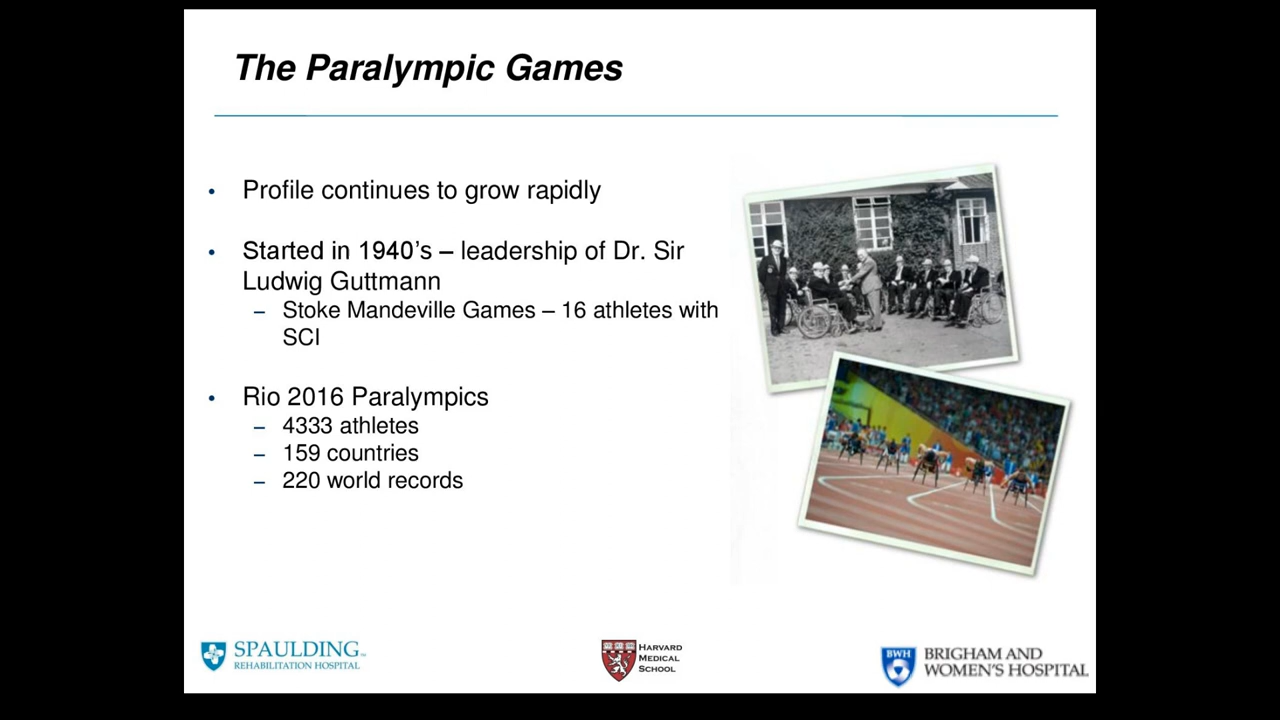 The Paralympic Games
• Profile continues to grow rapidly
• Started in 1940’s – leadership of Dr. Sir
Ludwig Guttmann
– Stoke Mandeville Games – 16 athletes with
SCI
• Rio 2016 Paralympics
– 4333 athletes
– 159 countries
– 220 world records
SPAULDING™
REHABILITATION HOSPITAL
HARVARD
MEDICAL
SCHOOL
BWH
BRIGHAM AND
WOMEN'S HOSPITAL